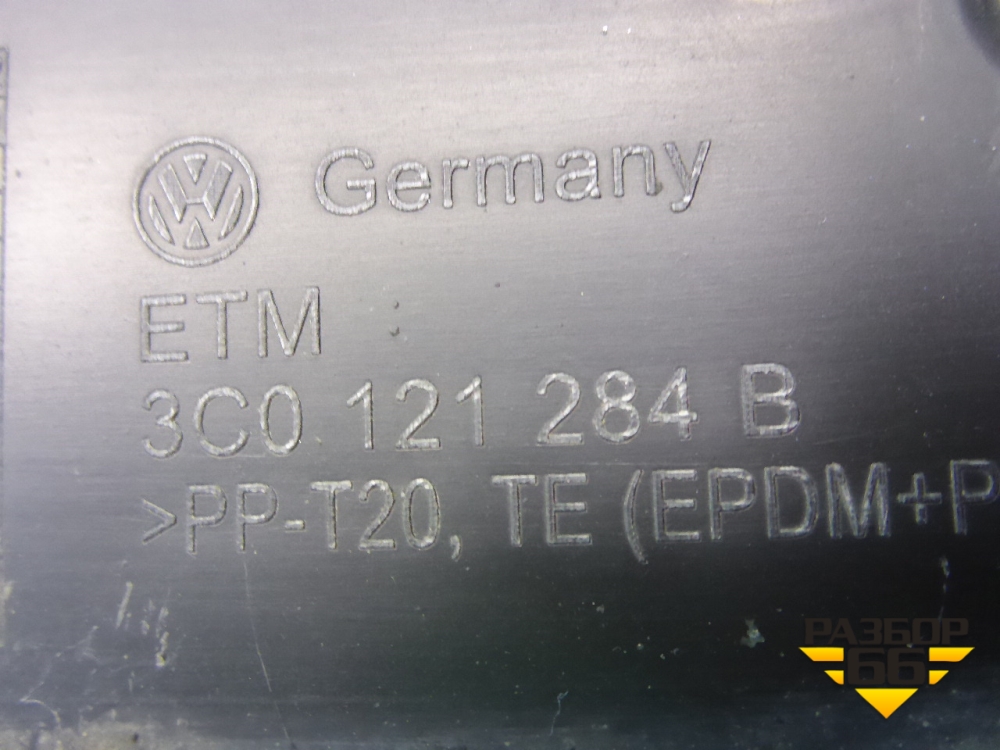 Germany
ETM
3C0 121 284 B
>PP-T20, TE (EPDM+P
РАЗБОР
66